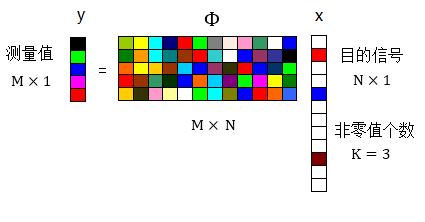 y
Φ
x
测量值
M × 1
=
M × N
目的信号
N × 1
非零值个数
K = 3